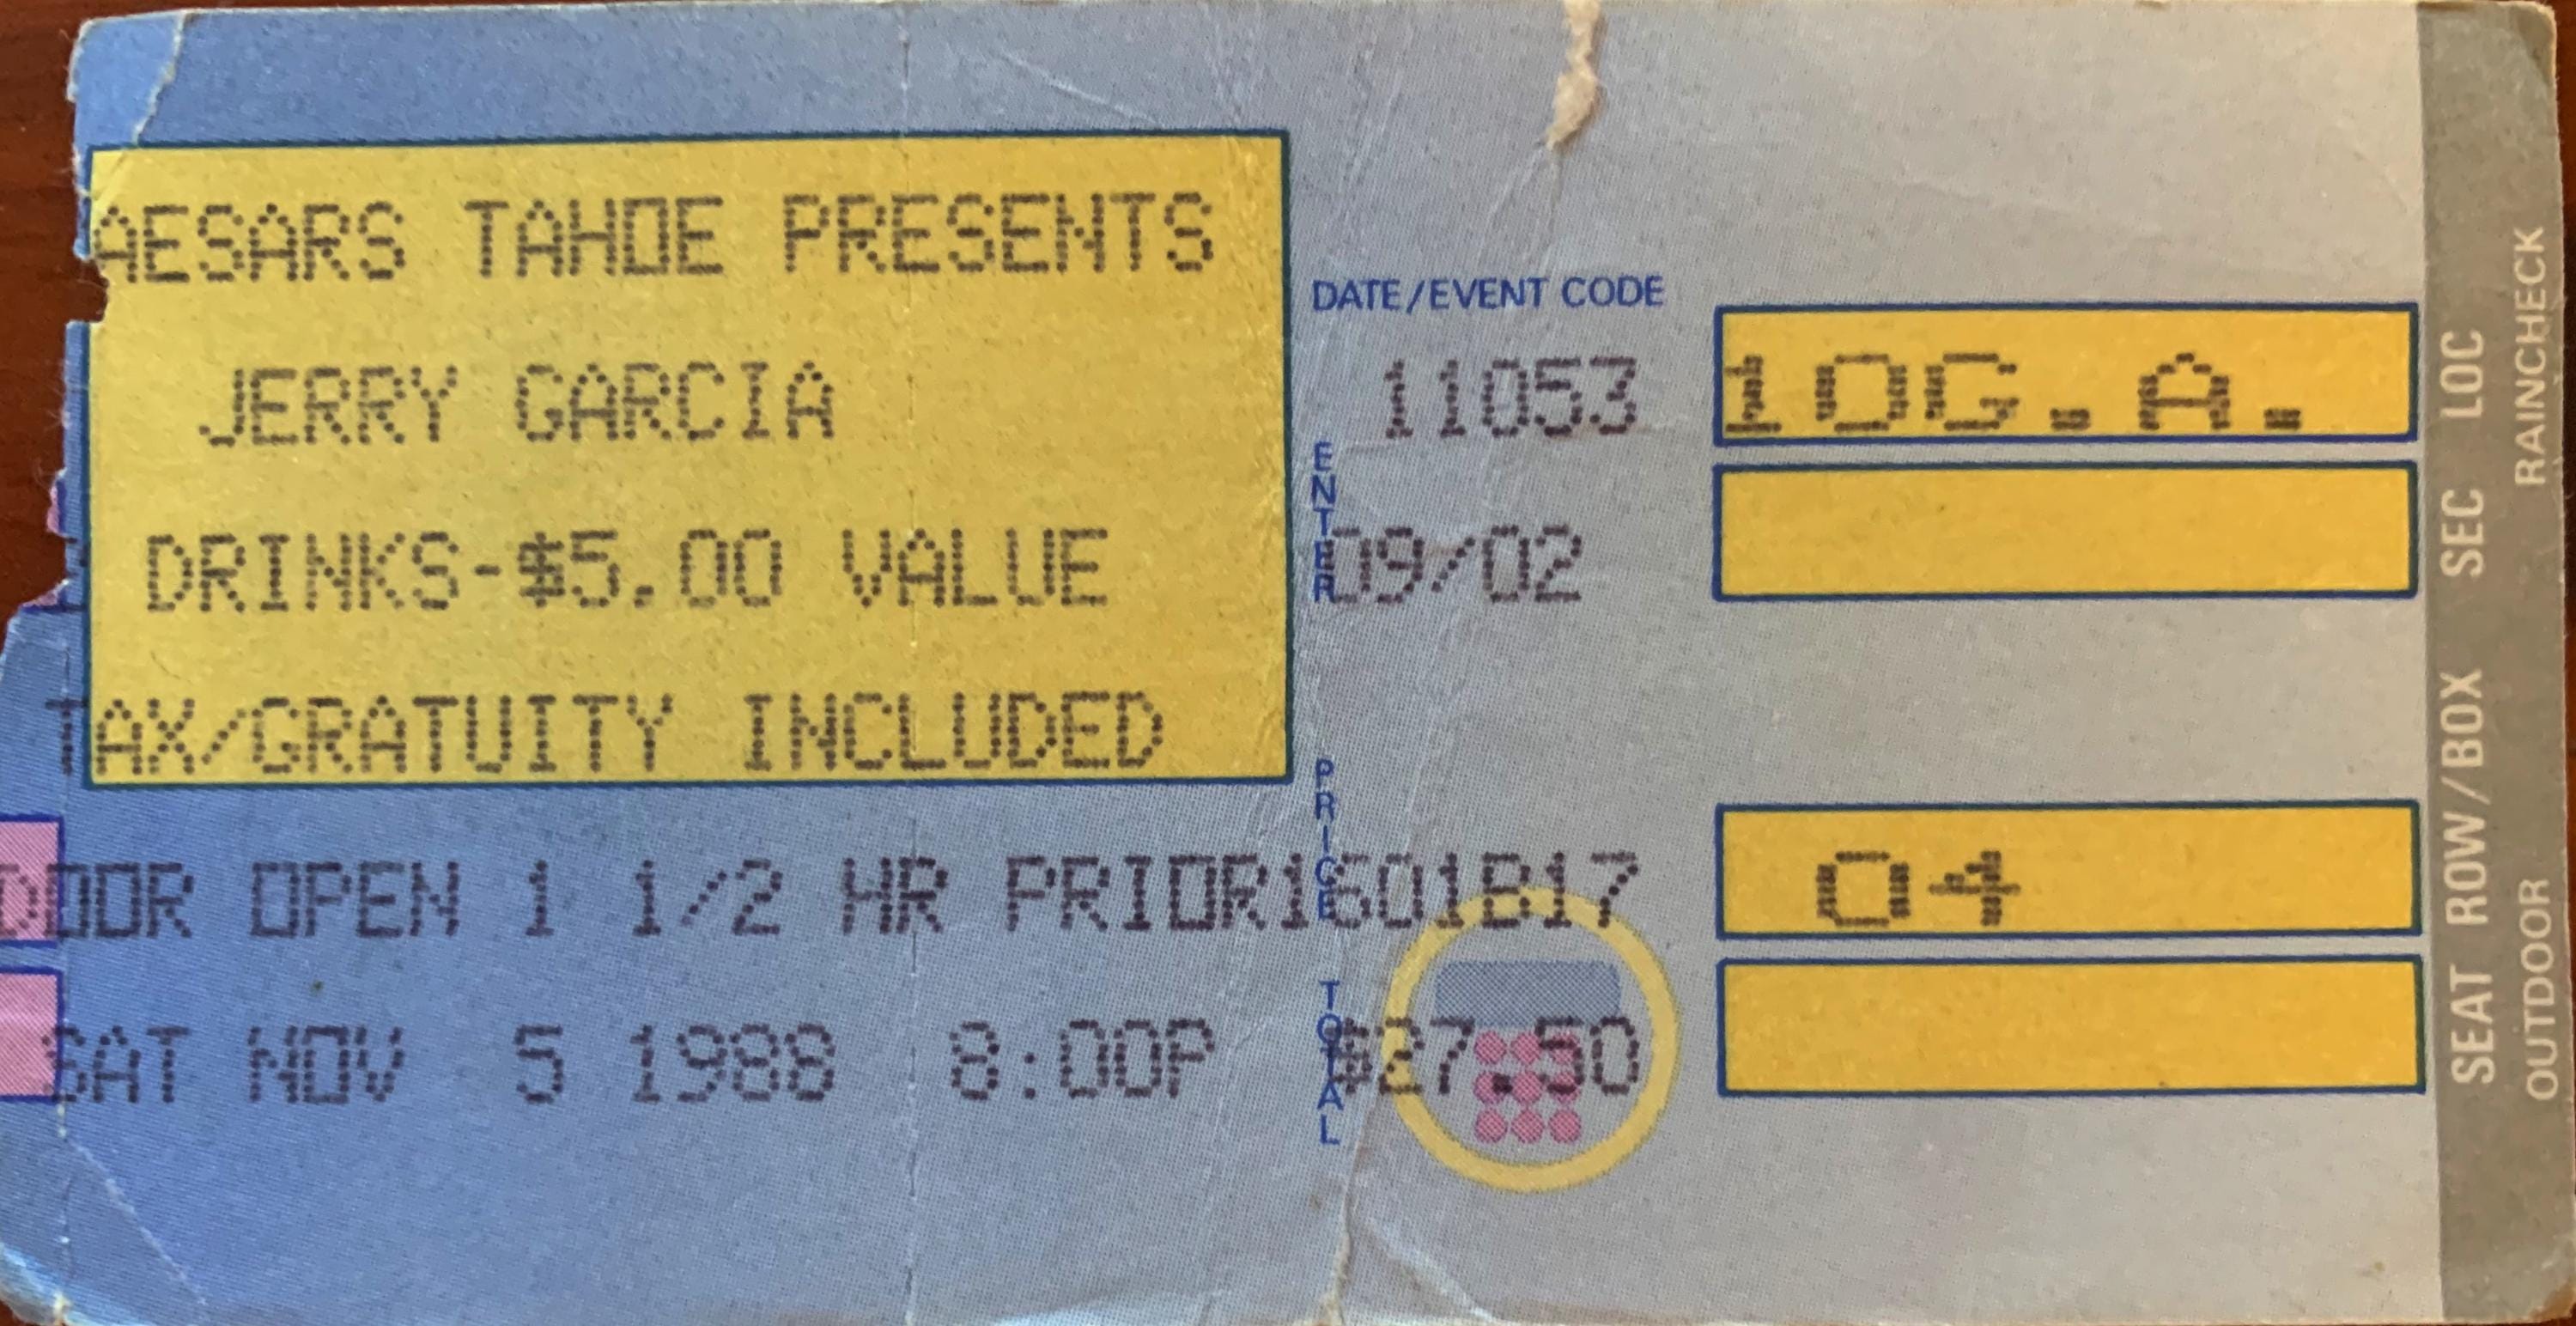 AESARS TAHOE PRESENTS
JERRY GARCIA
DRINKS-$5.00 VALUE
TAX/GRATUITY INCLUDED
DOOR OPEN 1 1/2 HR PRIOR
SAT NOV 5 1988 8:00P
DATE/EVENT CODE
11053
ENTER
09/02
PRICE
1601B17
TOTAL
$27.50
LOG.A.
04
SEAT ROW/BOX SEC LOC
OUTDOOR RAINCHECK